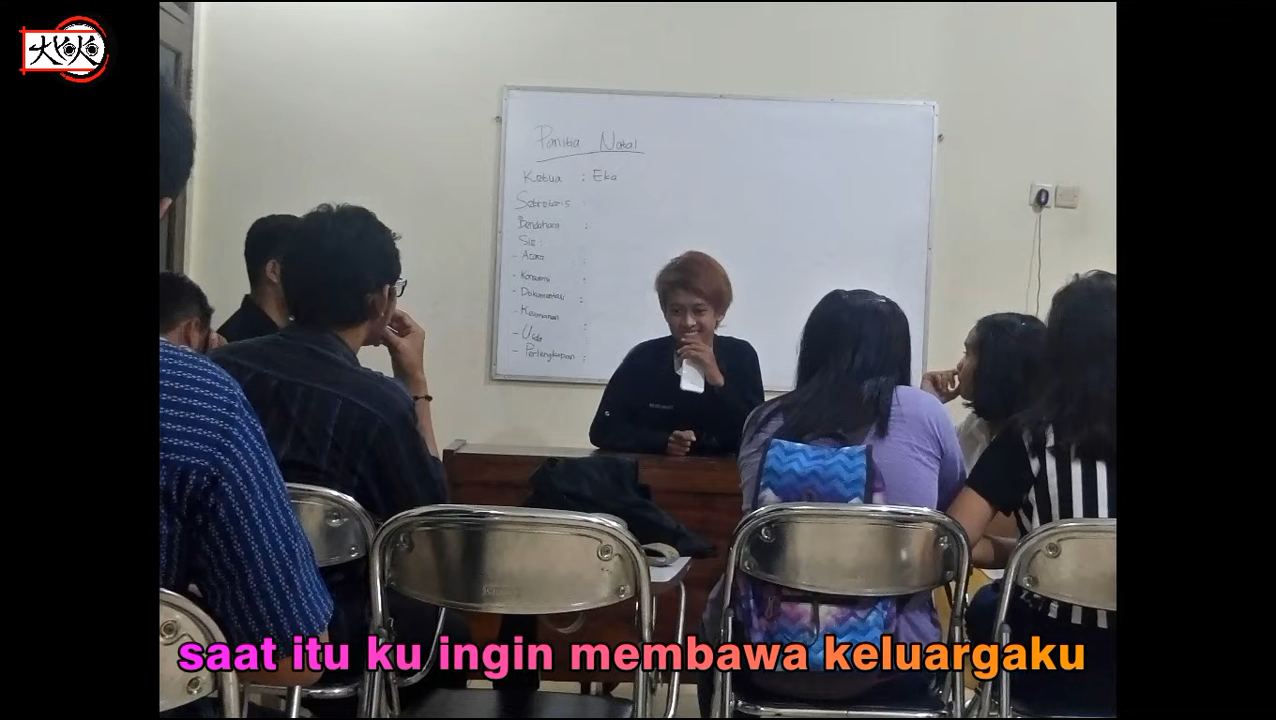 Panitia Natal
Ketua : Eka
Sekretaris :
Bendahara :
Sie :
- Acara :
- Konsumsi :
- Dokumentasi :
- Keamanan :
- Usda :
- Perlengkapan :
saat itu ku ingin membawa keluargaku